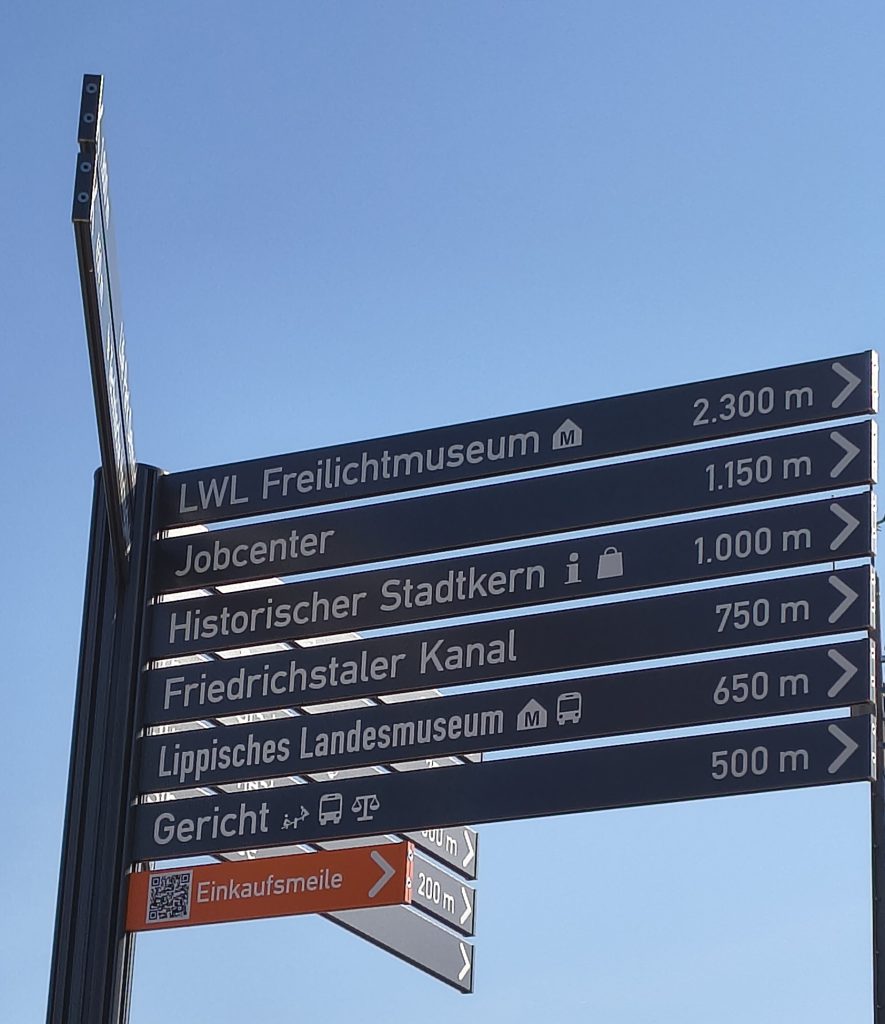 LWL Freilichtmuseum M 2.300 m
Jobcenter 1.150 m
Historischer Stadtkern i 1.000 m
Friedrichstaler Kanal 750 m
Lippisches Landesmuseum M 650 m
Gericht 500 m
Einkaufsmeile
200 m